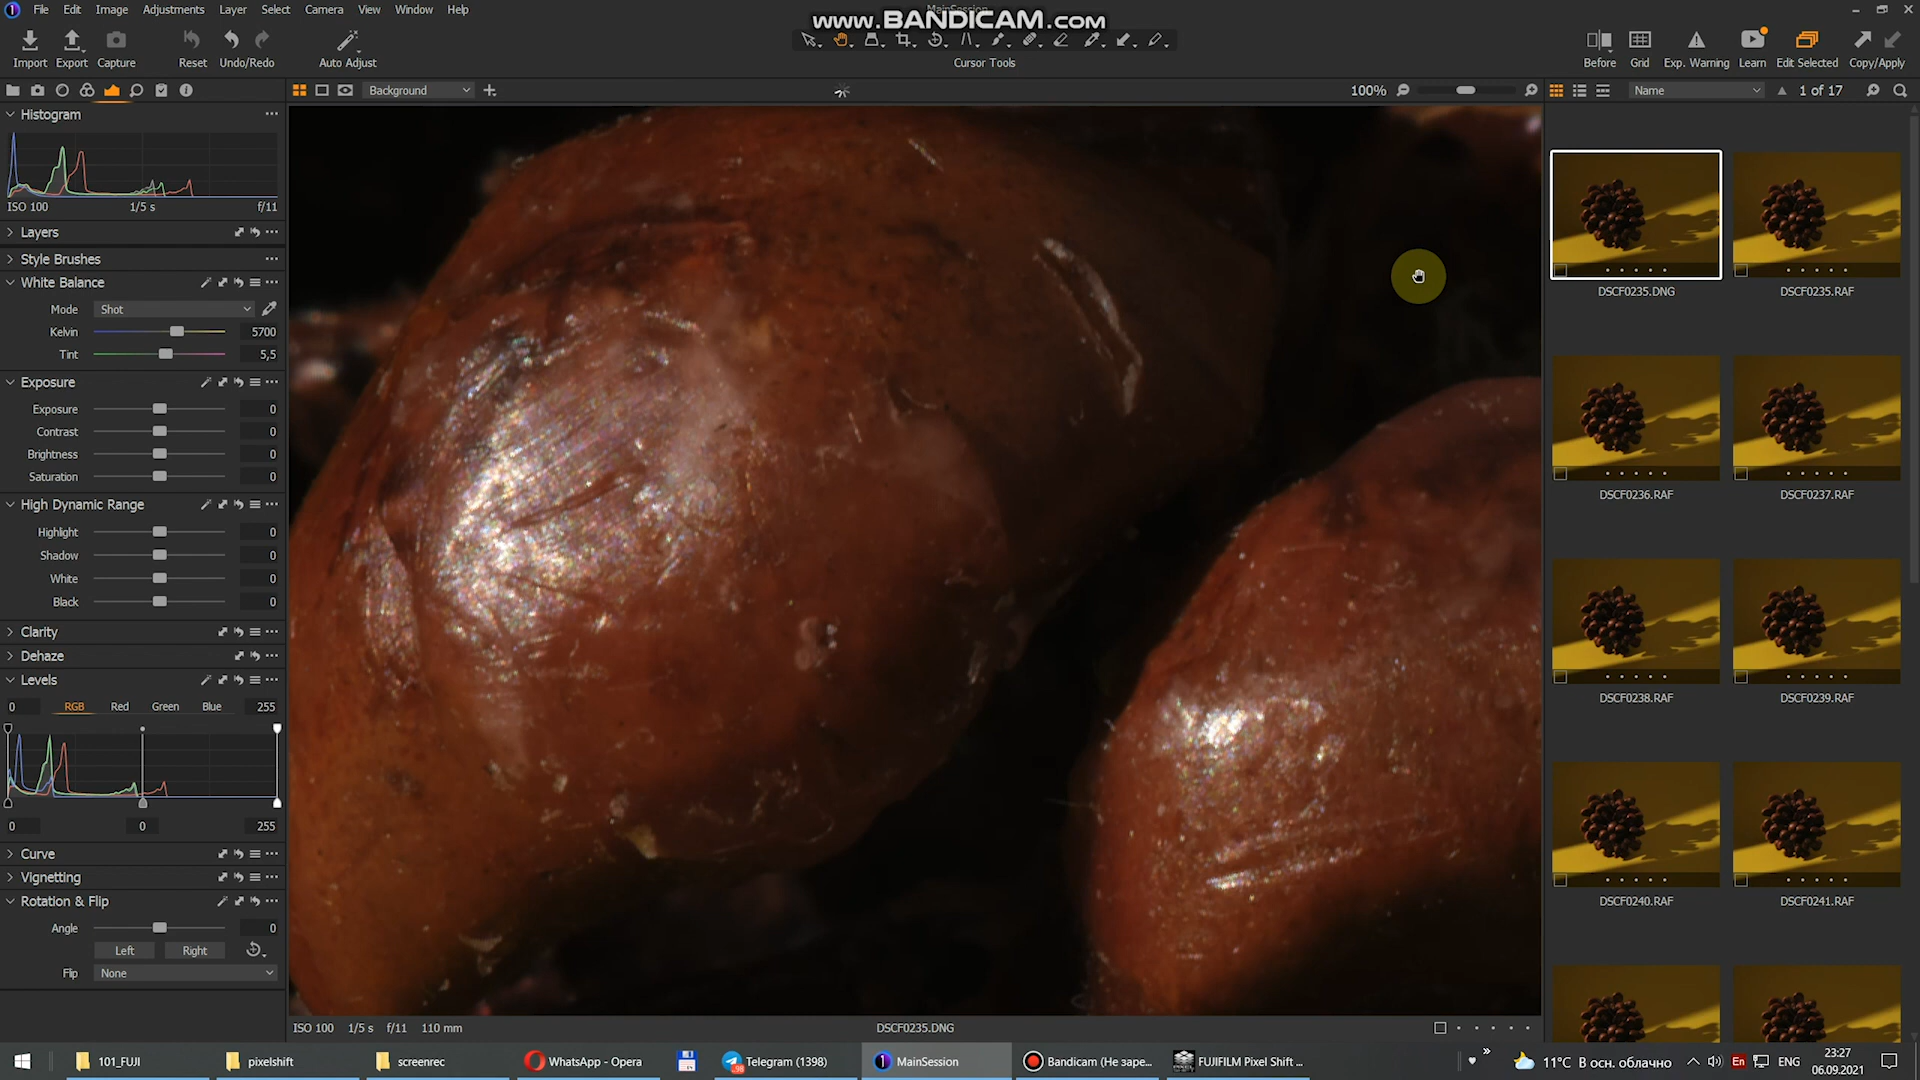 File Edit Image Adjustments Layer Select Camera View Window Help
www.BANDICAM.com
Import Export Capture Reset Undo/Redo Auto Adjust
Cursor Tools
Before Grid Exp. Warning Learn Edit Selected Copy/Apply
Background
100%
Name
1 of 17
Histogram
ISO 100 1/5 s f/11
Layers
Style Brushes
White Balance
Mode Shot
Kelvin 5700
Tint 5,5
Exposure
Exposure 0
Contrast 0
Brightness 0
Saturation 0
High Dynamic Range
Highlight 0
Shadow 0
White 0
Black 0
Clarity
Dehaze
Levels
0 RGB Red Green Blue 255
0 0 255
Curve
Vignetting
Rotation & Flip
Angle 0
Left Right
Flip None
DSCF0235.DNG DSCF0235.RAF
DSCF0236.RAF DSCF0237.RAF
DSCF0238.RAF DSCF0239.RAF
DSCF0240.RAF DSCF0241.RAF
ISO 100 1/5 s f/11 110 mm
DSCF0235.DNG
101_FUJI
pixelshift
screenrec
WhatsApp - Opera
Telegram (1398)
MainSession
Bandicam (Не заре...
FUJIFILM Pixel Shift ...
11°C В осн. облачно
ENG
23:27
06.09.2021